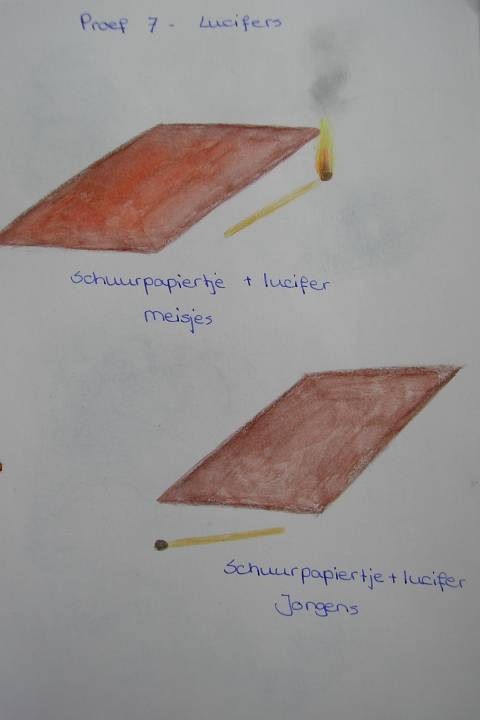 Proef 7 - Lucifers
Schuurpapiertje + lucifer
meisjes
Schuurpapiertje + lucifer
Jongens